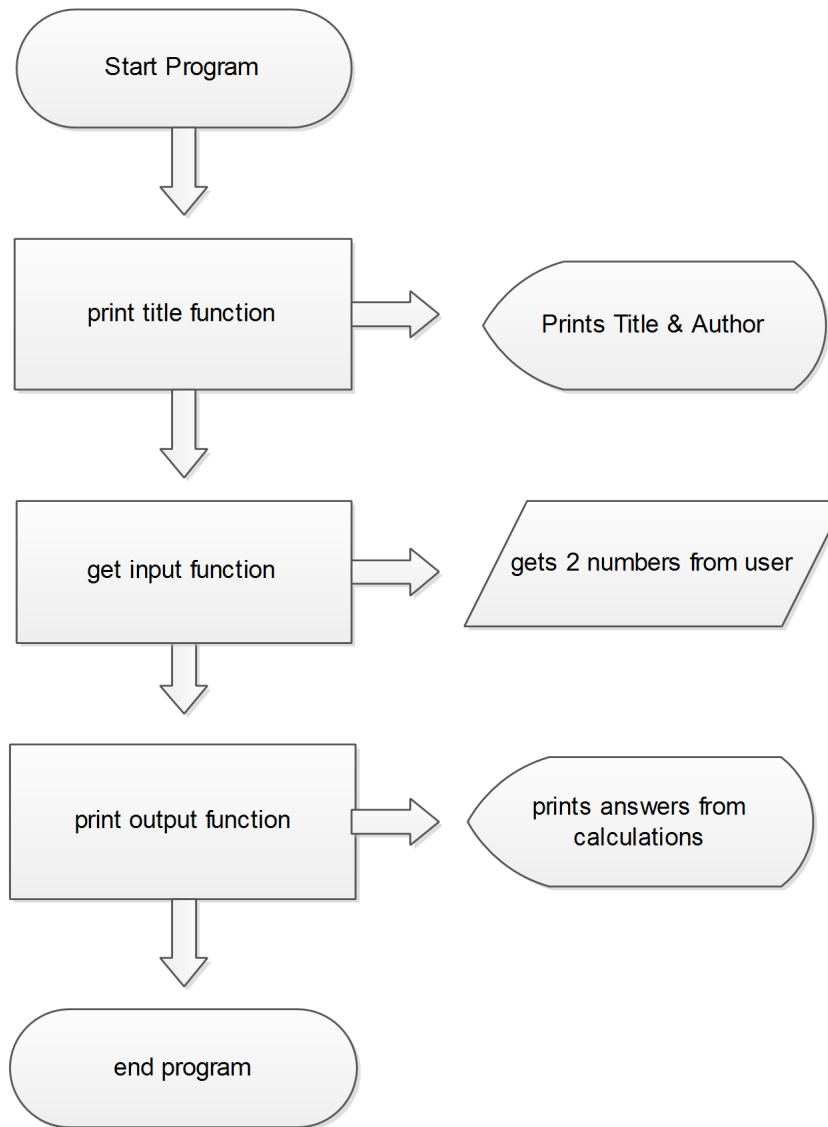 Start Program
print title function
Prints Title & Author
get input function
gets 2 numbers from user
print output function
prints answers from
calculations
end program